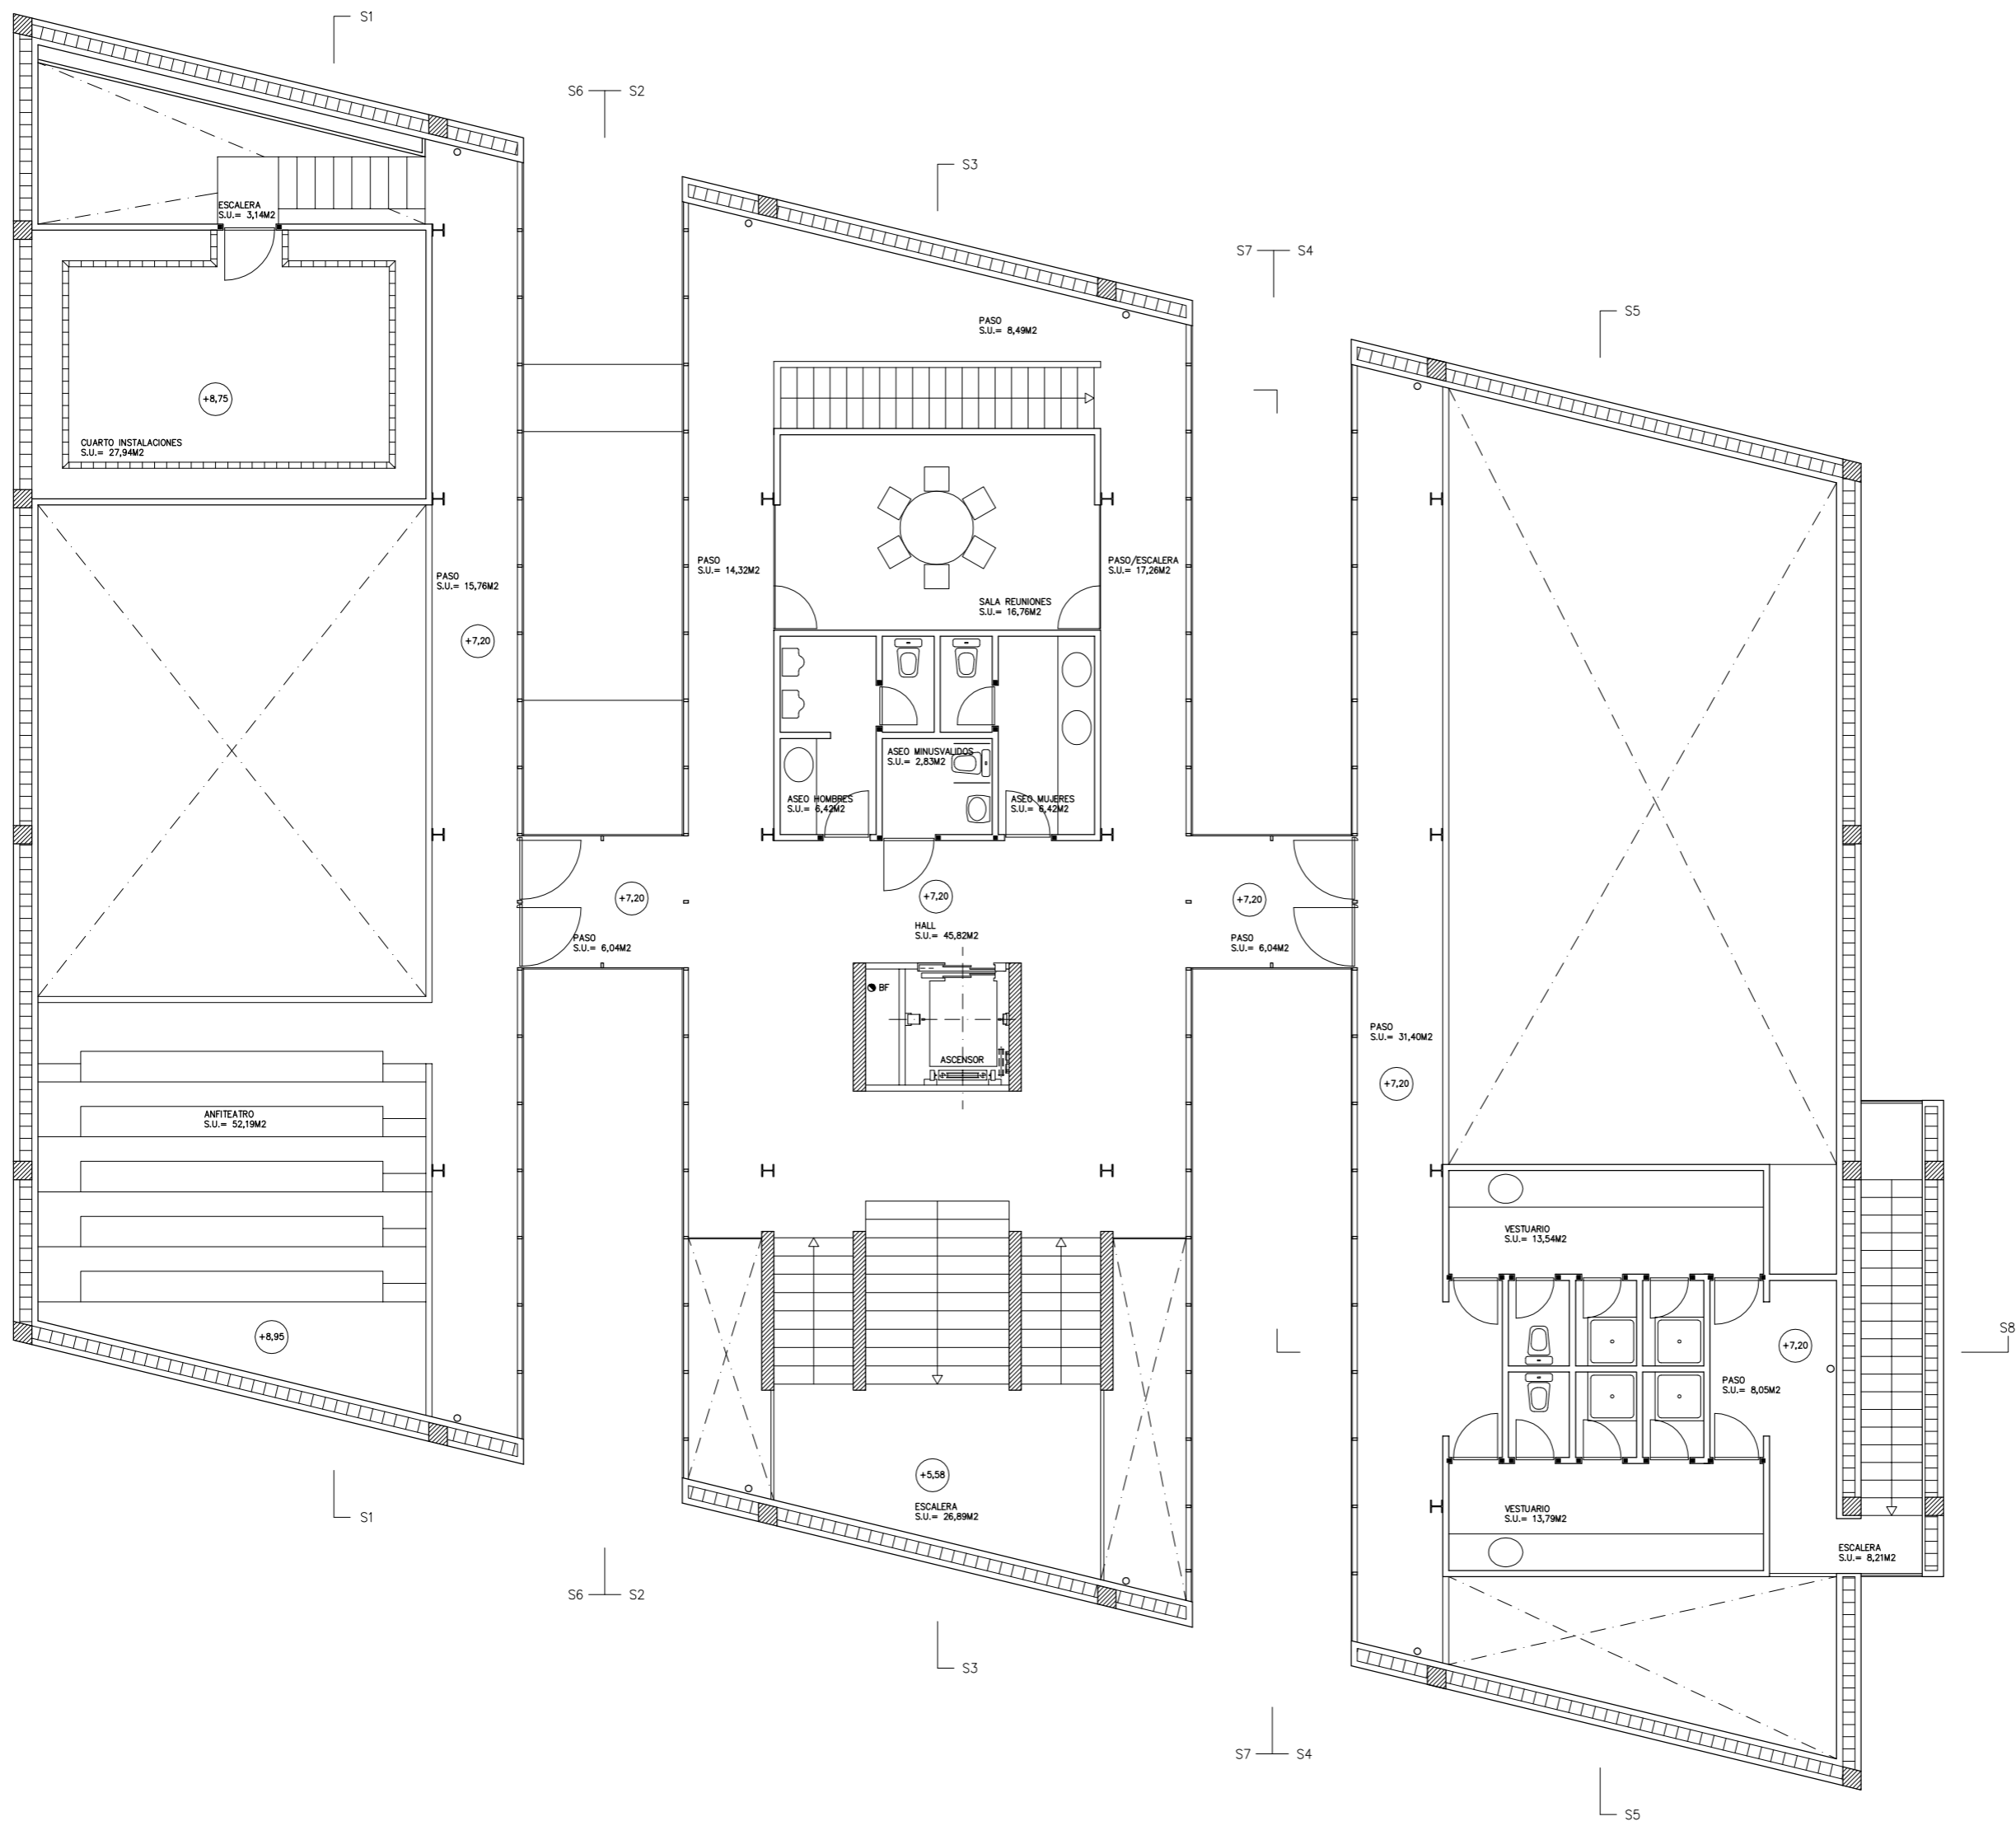 S1
S6
S2
S3
ESCALERA
S.U.= 3,14M2
S7
S4
S5
PASO
S.U.= 8,49M2
+8,75
CUARTO INSTALACIONES
S.U.= 27,94M2
PASO
S.U.= 15,76M2
PASO
S.U.= 14,32M2
PASO/ESCALERA
S.U.= 17,26M2
SALA REUNIONES
S.U.= 16,76M2
+7,20
ASEO MINUSVALIDOS
S.U.= 2,83M2
ASEO HOMBRES
S.U.= 6,42M2
ASEO MUJERES
S.U.= 6,42M2
+7,20
+7,20
+7,20
HALL
S.U.= 45,82M2
PASO
S.U.= 6,04M2
PASO
S.U.= 6,04M2
BF
PASO
S.U.= 31,40M2
ASCENSOR
+7,20
ANFITEATRO
S.U.= 52,19M2
VESTUARIO
S.U.= 13,54M2
+8,95
+7,20
S8
PASO
S.U.= 8,05M2
+5,58
ESCALERA
S.U.= 26,89M2
VESTUARIO
S.U.= 13,79M2
S1
ESCALERA
S.U.= 8,21M2
S6
S2
S3
S7
S4
S5